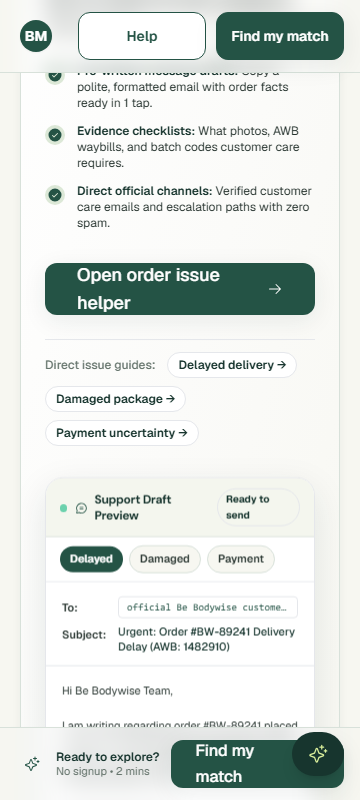 BM
Help
Find my match
Pre-written message drafts: Copy a
polite, formatted email with order facts
ready in 1 tap.
Evidence checklists: What photos, AWB
waybills, and batch codes customer care
requires.
Direct official channels: Verified customer
care emails and escalation paths with zero
spam.
Open order issue
helper →
Direct issue guides: Delayed delivery →
Damaged package →
Payment uncertainty →
Support Draft
Preview
Ready to
send
Delayed Damaged Payment
To: official Be Bodywise custome…
Subject: Urgent: Order #BW-89241 Delivery
Delay (AWB: 1482910)
Hi Be Bodywise Team,
I am writing regarding order #BW-89241 placed
Ready to explore?
No signup • 2 mins
Find my
match